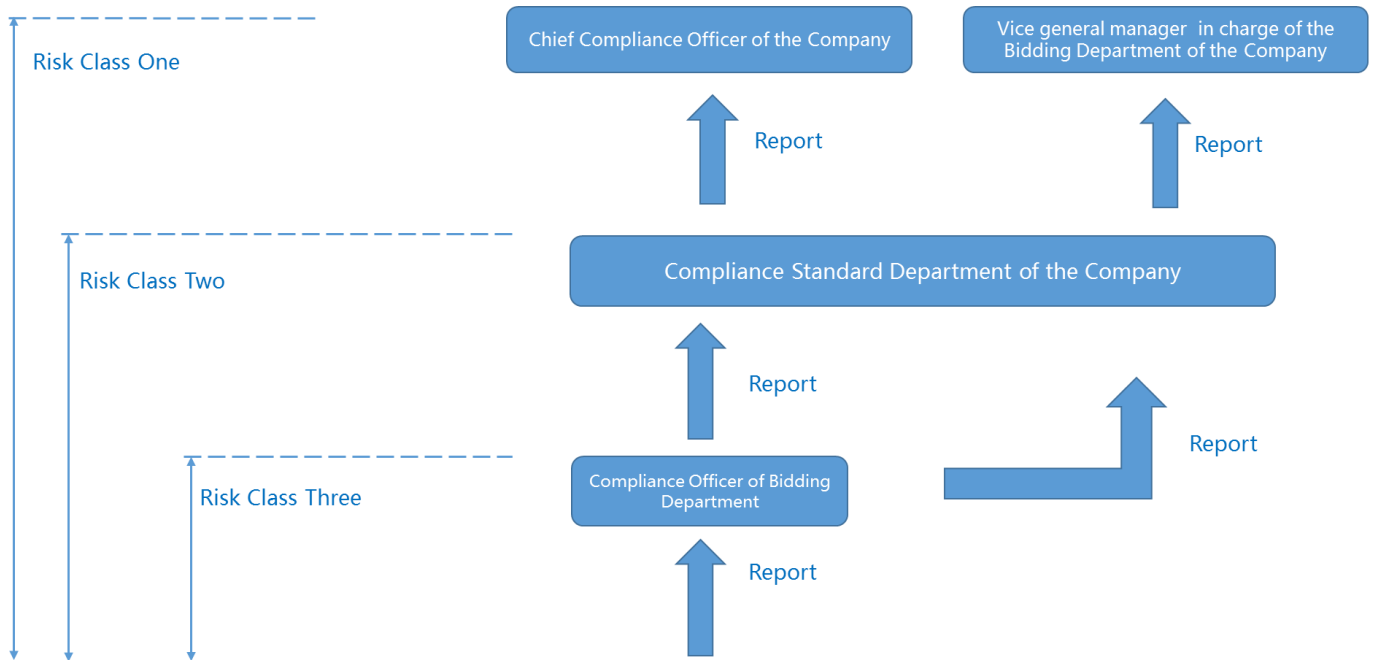 Chief Compliance Officer of the Company
Vice general manager in charge of the
Bidding Department of the Company
Risk Class One
Report
Report
Compliance Standard Department of the Company
Risk Class Two
Report
Report
Compliance Officer of Bidding
Department
Risk Class Three
Report